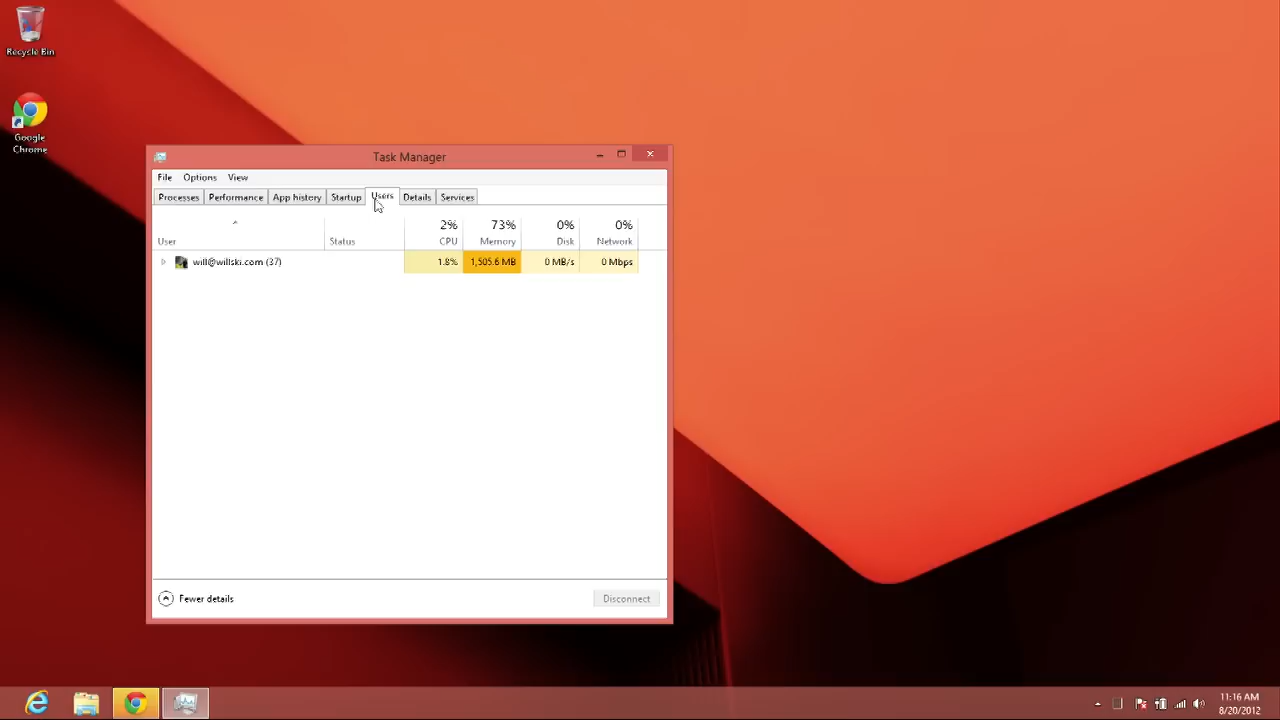 Recycle Bin
Google
Chrome
Task Manager
File Options View
Processes Performance App history Startup Users Details Services
2% 73% 0% 0%
User Status CPU Memory Disk Network
will@willski.com (37) 1.8% 1,505.6 MB 0 MB/s 0 Mbps
Fewer details Disconnect
11:16 AM
8/20/2012